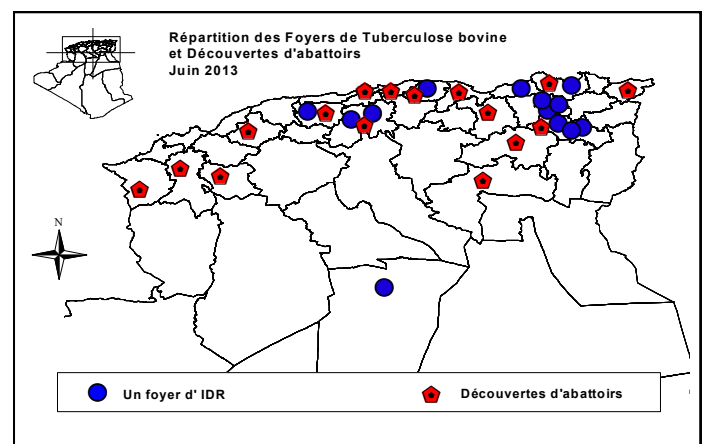 Répartition des Foyers de Tuberculose bovine
et Découvertes d'abattoirs
Juin 2013
N
Un foyer d' IDR
Découvertes d'abattoirs